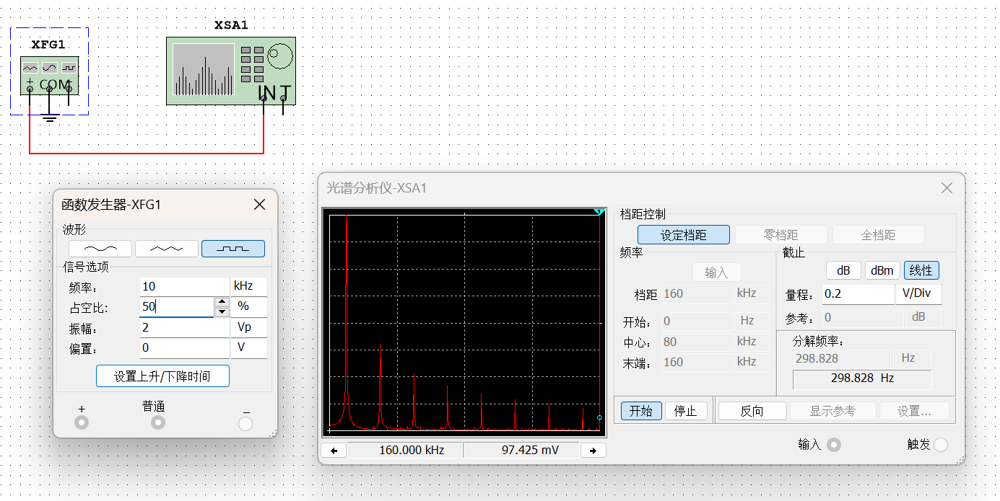 XSA1
XFG1
+ COM -
IN T
函数发生器-XFG1
波形
信号选项
频率： 10 kHz
占空比: 50 %
振幅： 2 Vp
偏置： 0 V
设置上升/下降时间
+ 普通 −
光谱分析仪-XSA1
1
160.000 kHz 97.425 mV
档距控制
设定档距 零档距 全档距
频率
输入
档距 160 kHz
开始： 0 Hz
中心： 80 kHz
末端： 160 kHz
截止
dB dBm 线性
量程： 0.2 V/Div
参考： 0 dB
分解频率：
298.828 Hz
298.828 Hz
开始 停止 反向 显示参考 设置...
输入 触发